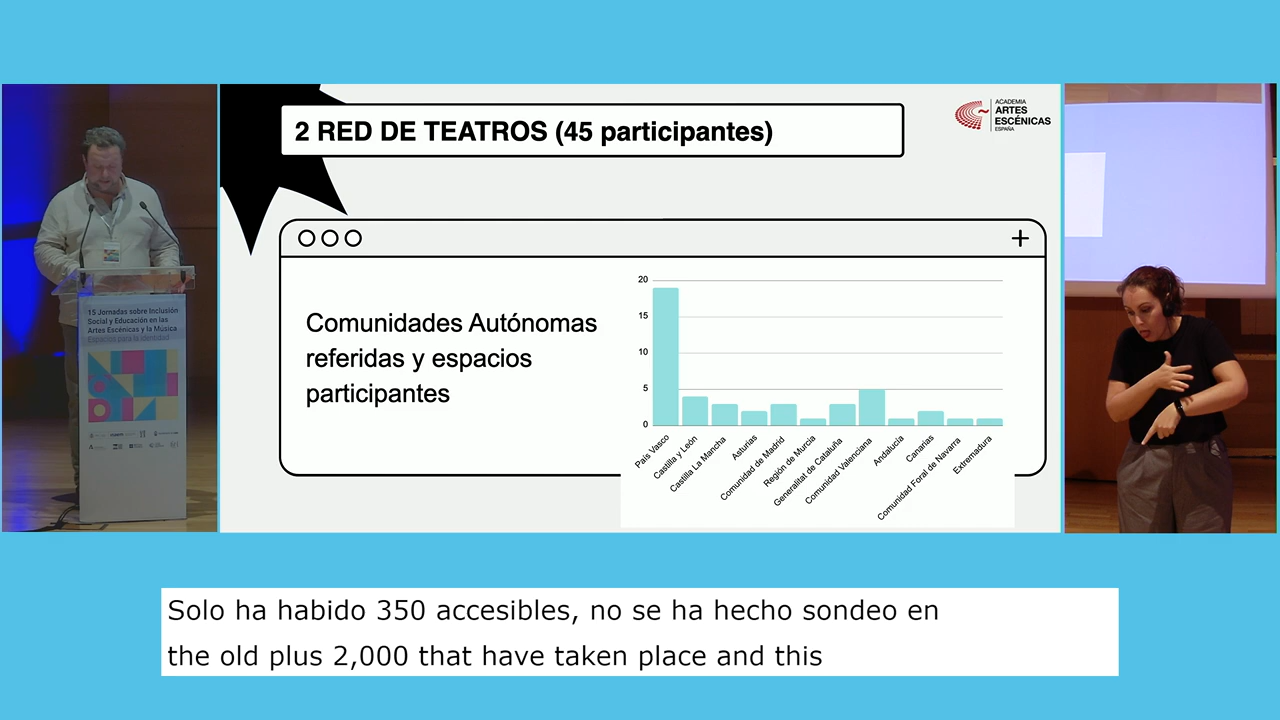 2 RED DE TEATROS (45 participantes)
ACADEMIA
ARTES
ESCÉNICAS
ESPAÑA
Comunidades Autónomas
referidas y espacios
participantes
20
15
10
5
0
País Vasco
Castilla y León
Castilla La Mancha
Asturias
Comunidad de Madrid
Región de Murcia
Generalitat de Cataluña
Comunidad Valenciana
Andalucía
Canarias
Comunidad Foral de Navarra
Extremadura
15 Jornadas sobre Inclusión
Social y Educación en las
Artes Escénicas y la Música
Espacios para la identidad
Solo ha habido 350 accesibles, no se ha hecho sondeo en
the old plus 2,000 that have taken place and this